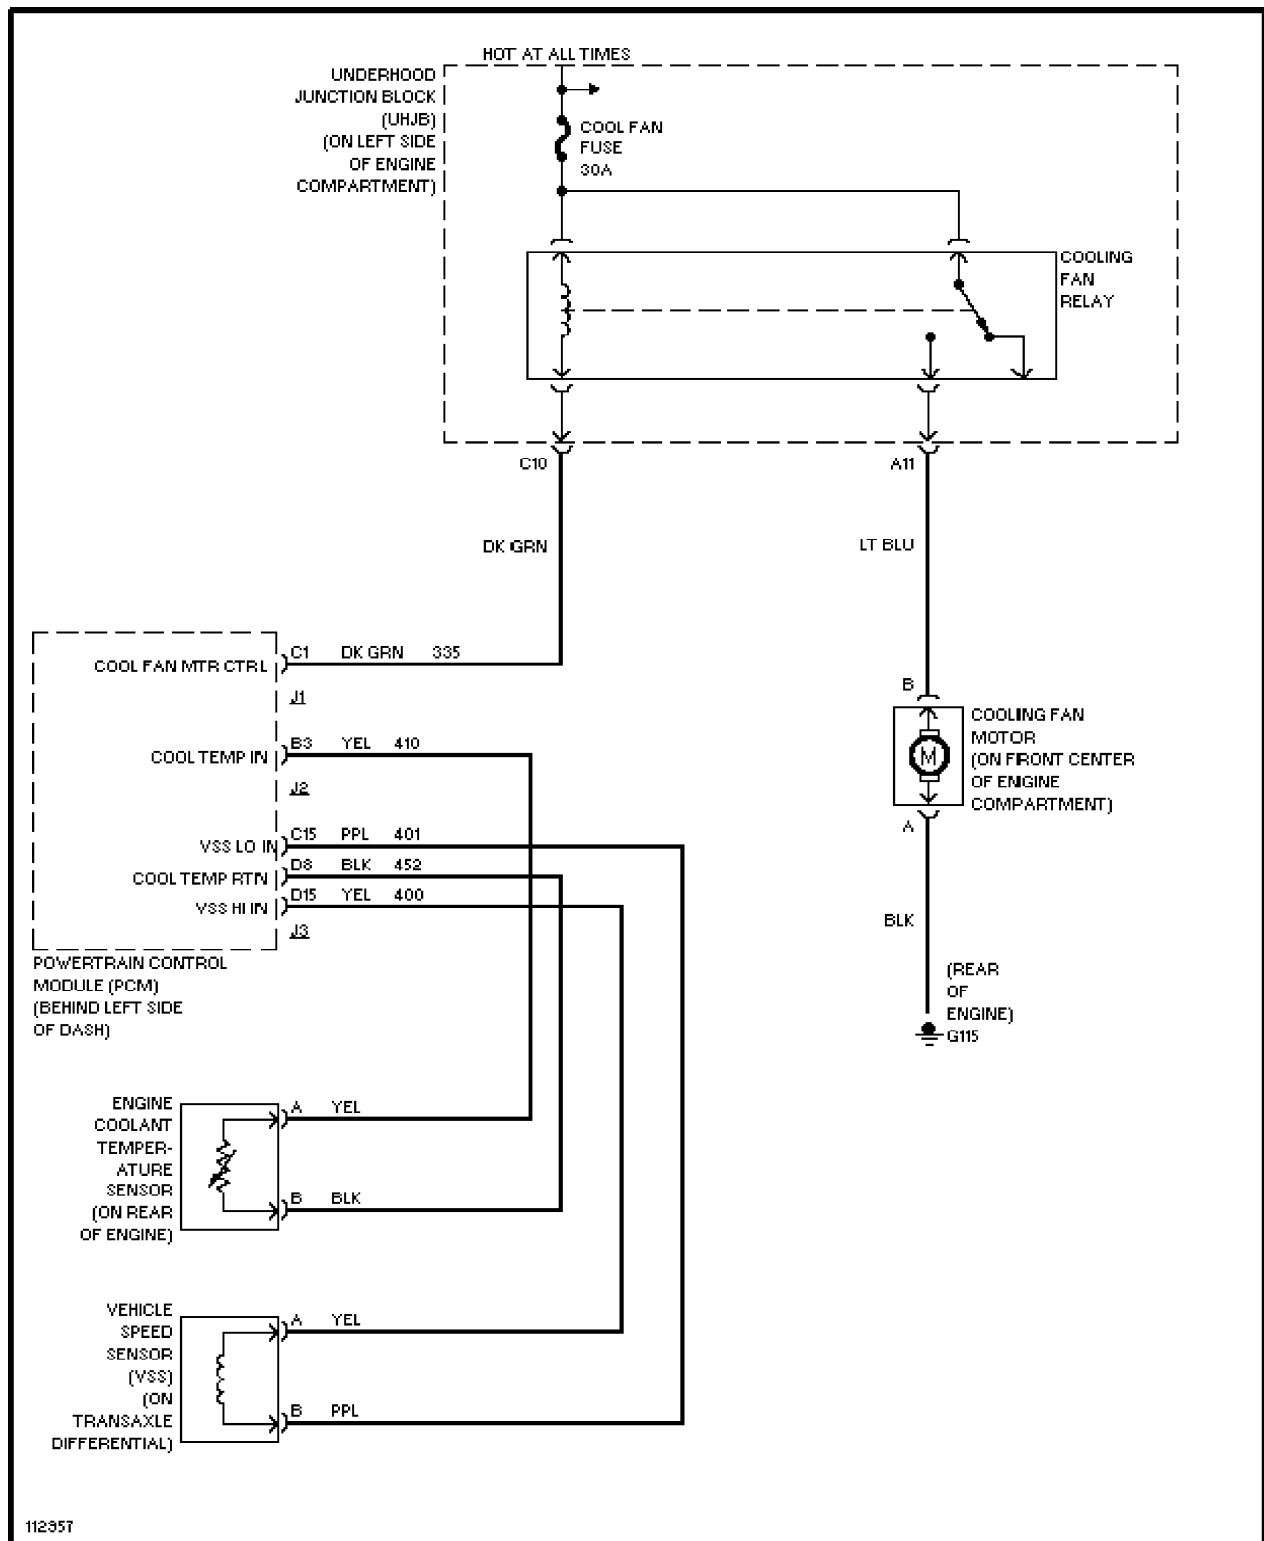 HOT AT ALL TIMES
UNDERHOOD
JUNCTION BLOCK
(UHJB)
(ON LEFT SIDE
OF ENGINE
COMPARTMENT)
COOL FAN
FUSE
30A
COOLING
FAN
RELAY
C10
A11
DK GRN
LT BLU
COOL FAN MTR CTRL
C1 DK GRN 335
J1
COOL TEMP IN
B3 YEL 410
J2
VSS LO IN
C15 PPL 401
COOL TEMP RTN
D8 BLK 452
VSS HI IN
D15 YEL 400
J3
POWERTRAIN CONTROL
MODULE (PCM)
(BEHIND LEFT SIDE
OF DASH)
B
M
COOLING FAN
MOTOR
(ON FRONT CENTER
OF ENGINE
COMPARTMENT)
A
BLK
(REAR
OF
ENGINE)
G115
ENGINE
COOLANT
TEMPER-
ATURE
SENSOR
(ON REAR
OF ENGINE)
A YEL
B BLK
VEHICLE
SPEED
SENSOR
(VSS)
(ON
TRANSAXLE
DIFFERENTIAL)
A YEL
B PPL
112957